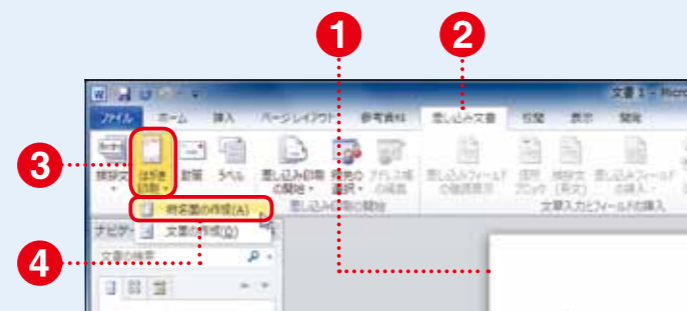 1 2
文書 1 - Micro
ファイル ホーム 挿入 ページレイアウト 参考資料 差し込み文書 校閲 表示 開発
3
挨拶文 はがき印刷 封筒 ラベル 差し込み印刷の開始 宛先の選択 アドレス帳の編集 差し込みフィールドの強調表示 住所ブロック 挨拶文(英文) 差し込みフィールドの挿入
差し込み印刷の開始 文章入力とフィールドの挿入
宛名面の作成(A)
ナビゲー 文面の作成(D)
4
文書の検索